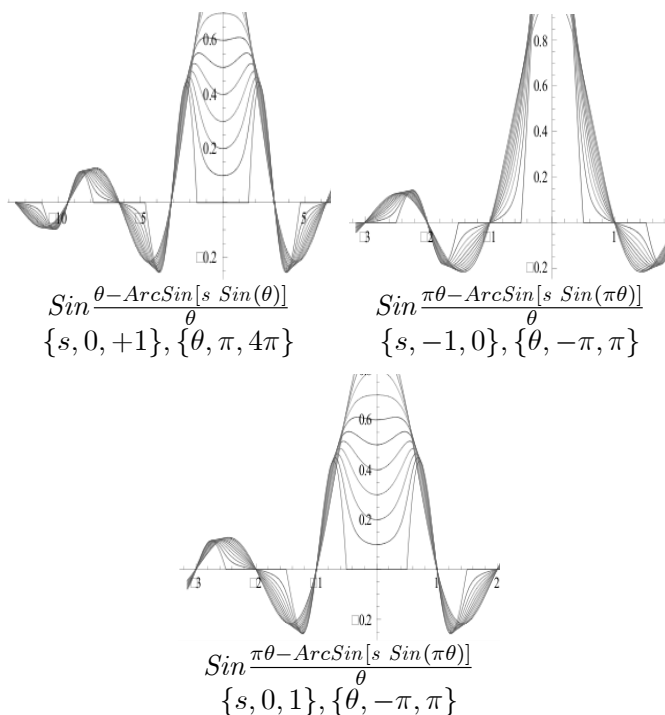 0.6
0.4
0.2
□10 □5 5
□0.2
Sin θ−ArcSin[s Sin(θ)]/θ
{s, 0, +1}, {θ, π, 4π}
0.8
0.6
0.4
0.2
□3 □2 □1 1
□0.2
Sin πθ−ArcSin[s Sin(πθ)]/θ
{s, −1, 0}, {θ, −π, π}
0.6
0.4
0.2
□3 □2 □1 1 2
□0.2
Sin πθ−ArcSin[s Sin(πθ)]/θ
{s, 0, 1}, {θ, −π, π}